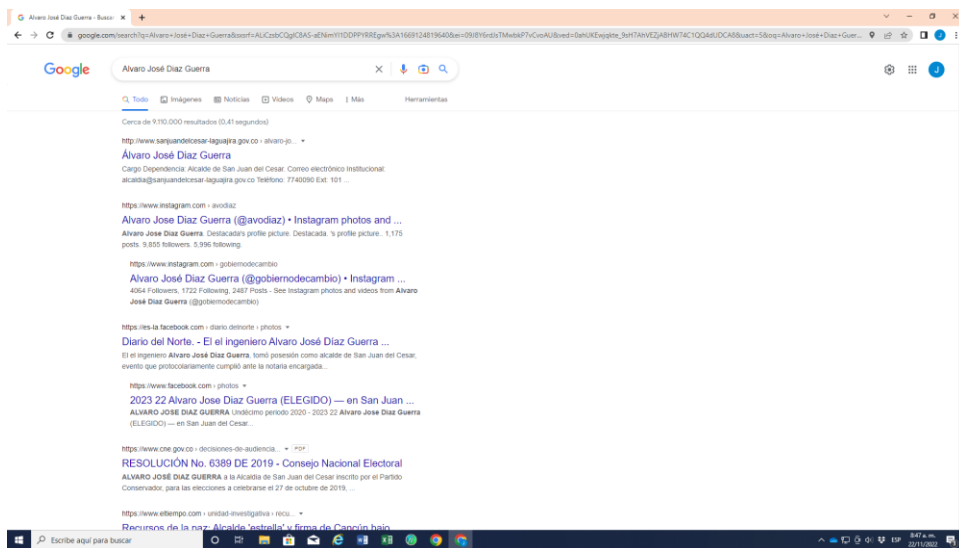 Alvaro José Diaz Guerra - Buscar
google.com/search?q=Alvaro+José+Diaz+Guerra
Google
Alvaro José Diaz Guerra
Todo Imágenes Noticias Videos Maps Más Herramientas
Cerca de 9.110.000 resultados (0,41 segundos)
http://www.sanjuandelcesar-laguajira.gov.co › alvaro-jo...
Álvaro José Diaz Guerra
Cargo Dependencia: Alcalde de San Juan del Cesar. Correo electrónico Institucional:
alcaldia@sanjuandelcesar-laguajira.gov.co Teléfono: 7740090 Ext: 101 ...
https://www.instagram.com › avodiaz
Alvaro Jose Diaz Guerra (@avodiaz) • Instagram photos and ...
Alvaro Jose Diaz Guerra. Destacada's profile picture. Destacada. 's profile picture. 1,175
posts. 9,855 followers. 5,996 following.
https://www.instagram.com › gobiernodecambio
Alvaro José Diaz Guerra (@gobiernodecambio) • Instagram ...
4064 Followers, 1722 Following, 2487 Posts - See Instagram photos and videos from Alvaro
José Diaz Guerra (@gobiernodecambio)
https://es-la.facebook.com › diario.delnorte › photos
Diario del Norte. - El el ingeniero Alvaro José Díaz Guerra ...
El el ingeniero Alvaro José Díaz Guerra, tomó posesión como alcalde de San Juan del Cesar,
evento que protocolariamente cumplió ante la notaria encargada...
https://www.facebook.com › photos
2023 22 Alvaro Jose Diaz Guerra (ELEGIDO) — en San Juan ...
ALVARO JOSE DIAZ GUERRA Undécimo periodo 2020 - 2023 22 Alvaro Jose Diaz Guerra
(ELEGIDO) — en San Juan del Cesar...
https://www.cne.gov.co › decisiones-de-audiencia... PDF
RESOLUCIÓN No. 6389 DE 2019 - Consejo Nacional Electoral
ALVARO JOSÉ DIAZ GUERRA a la Alcaldía de San Juan del Cesar inscrito por el Partido
Conservador, para las elecciones a celebrarse el 27 de octubre de 2019, ...
https://www.eltiempo.com › unidad-investigativa › recu...
Recursos de la paz: Alcalde 'estrella' y firma de Cancún bajo
Escribe aquí para buscar
ESP
8:47 a. m.
22/11/2022